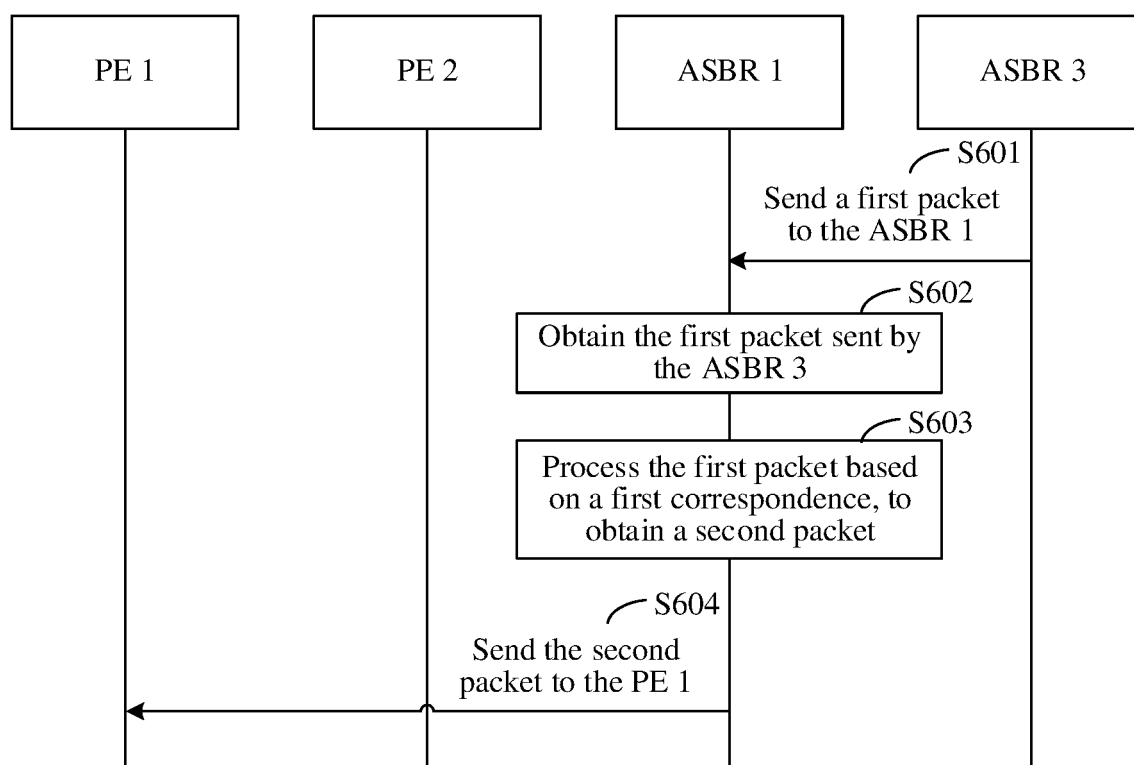 PE 1
PE 2
ASBR 1
ASBR 3
S601
Send a first packet
to the ASBR 1
S602
Obtain the first packet sent by
the ASBR 3
S603
Process the first packet based
on a first correspondence, to
obtain a second packet
S604
Send the second
packet to the PE 1